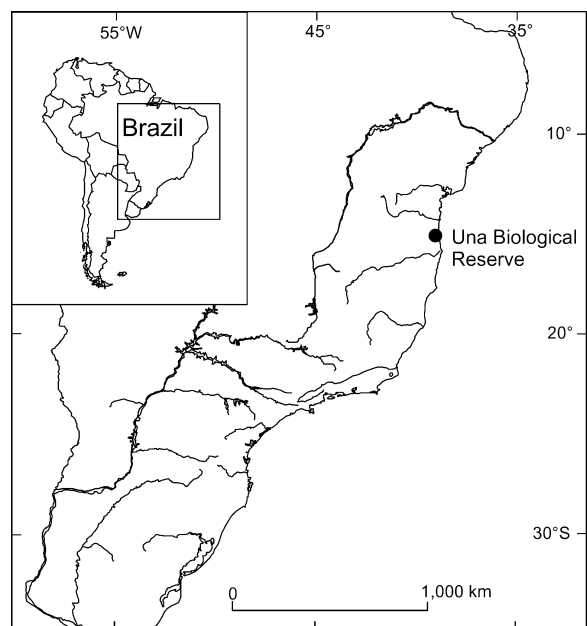 55°W
45°
35°
Brazil
10°
Una Biological
Reserve
20°
30°S
0
1,000 km